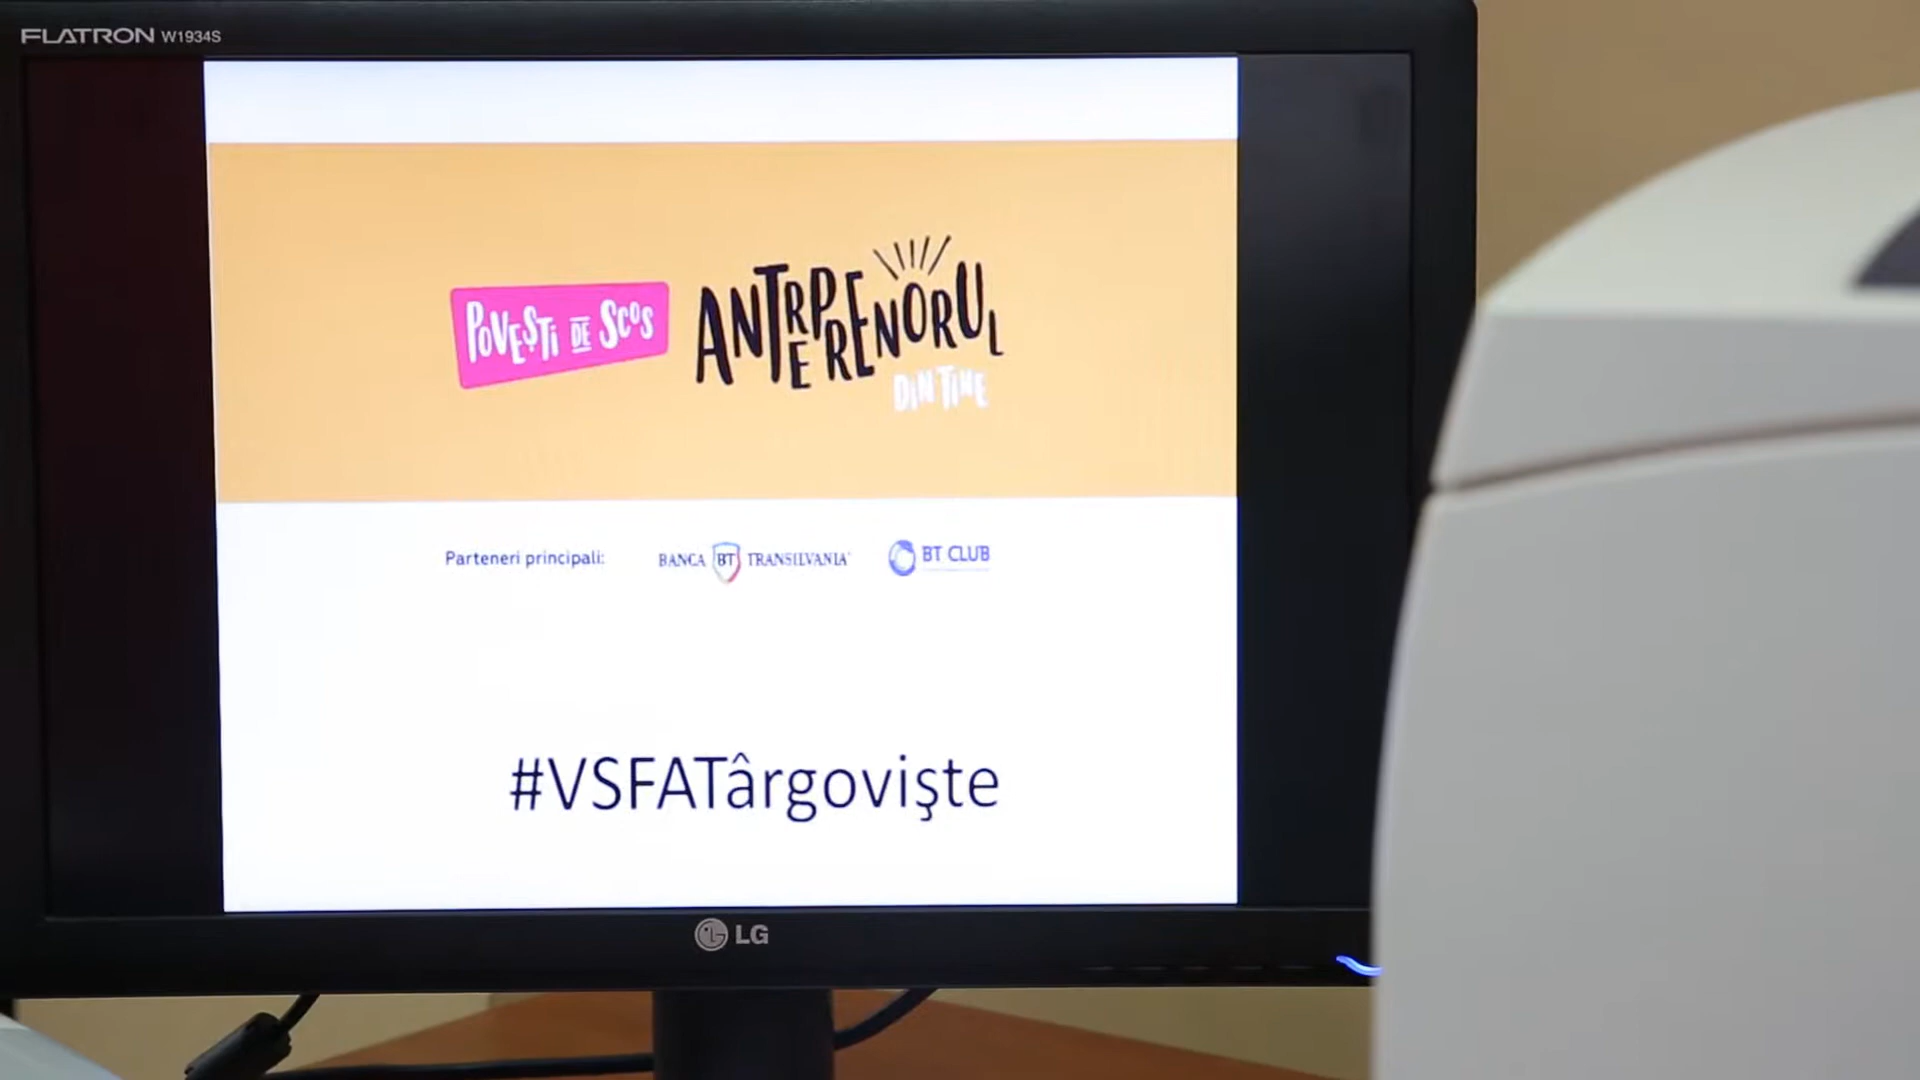 FLATRON W1934S
POVEȘTI DE SCOS ANTREPRENORUL
DIN TINE
Parteneri principali: BANCA BT TRANSILVANIA BT CLUB
#VSFATârgoviște
LG